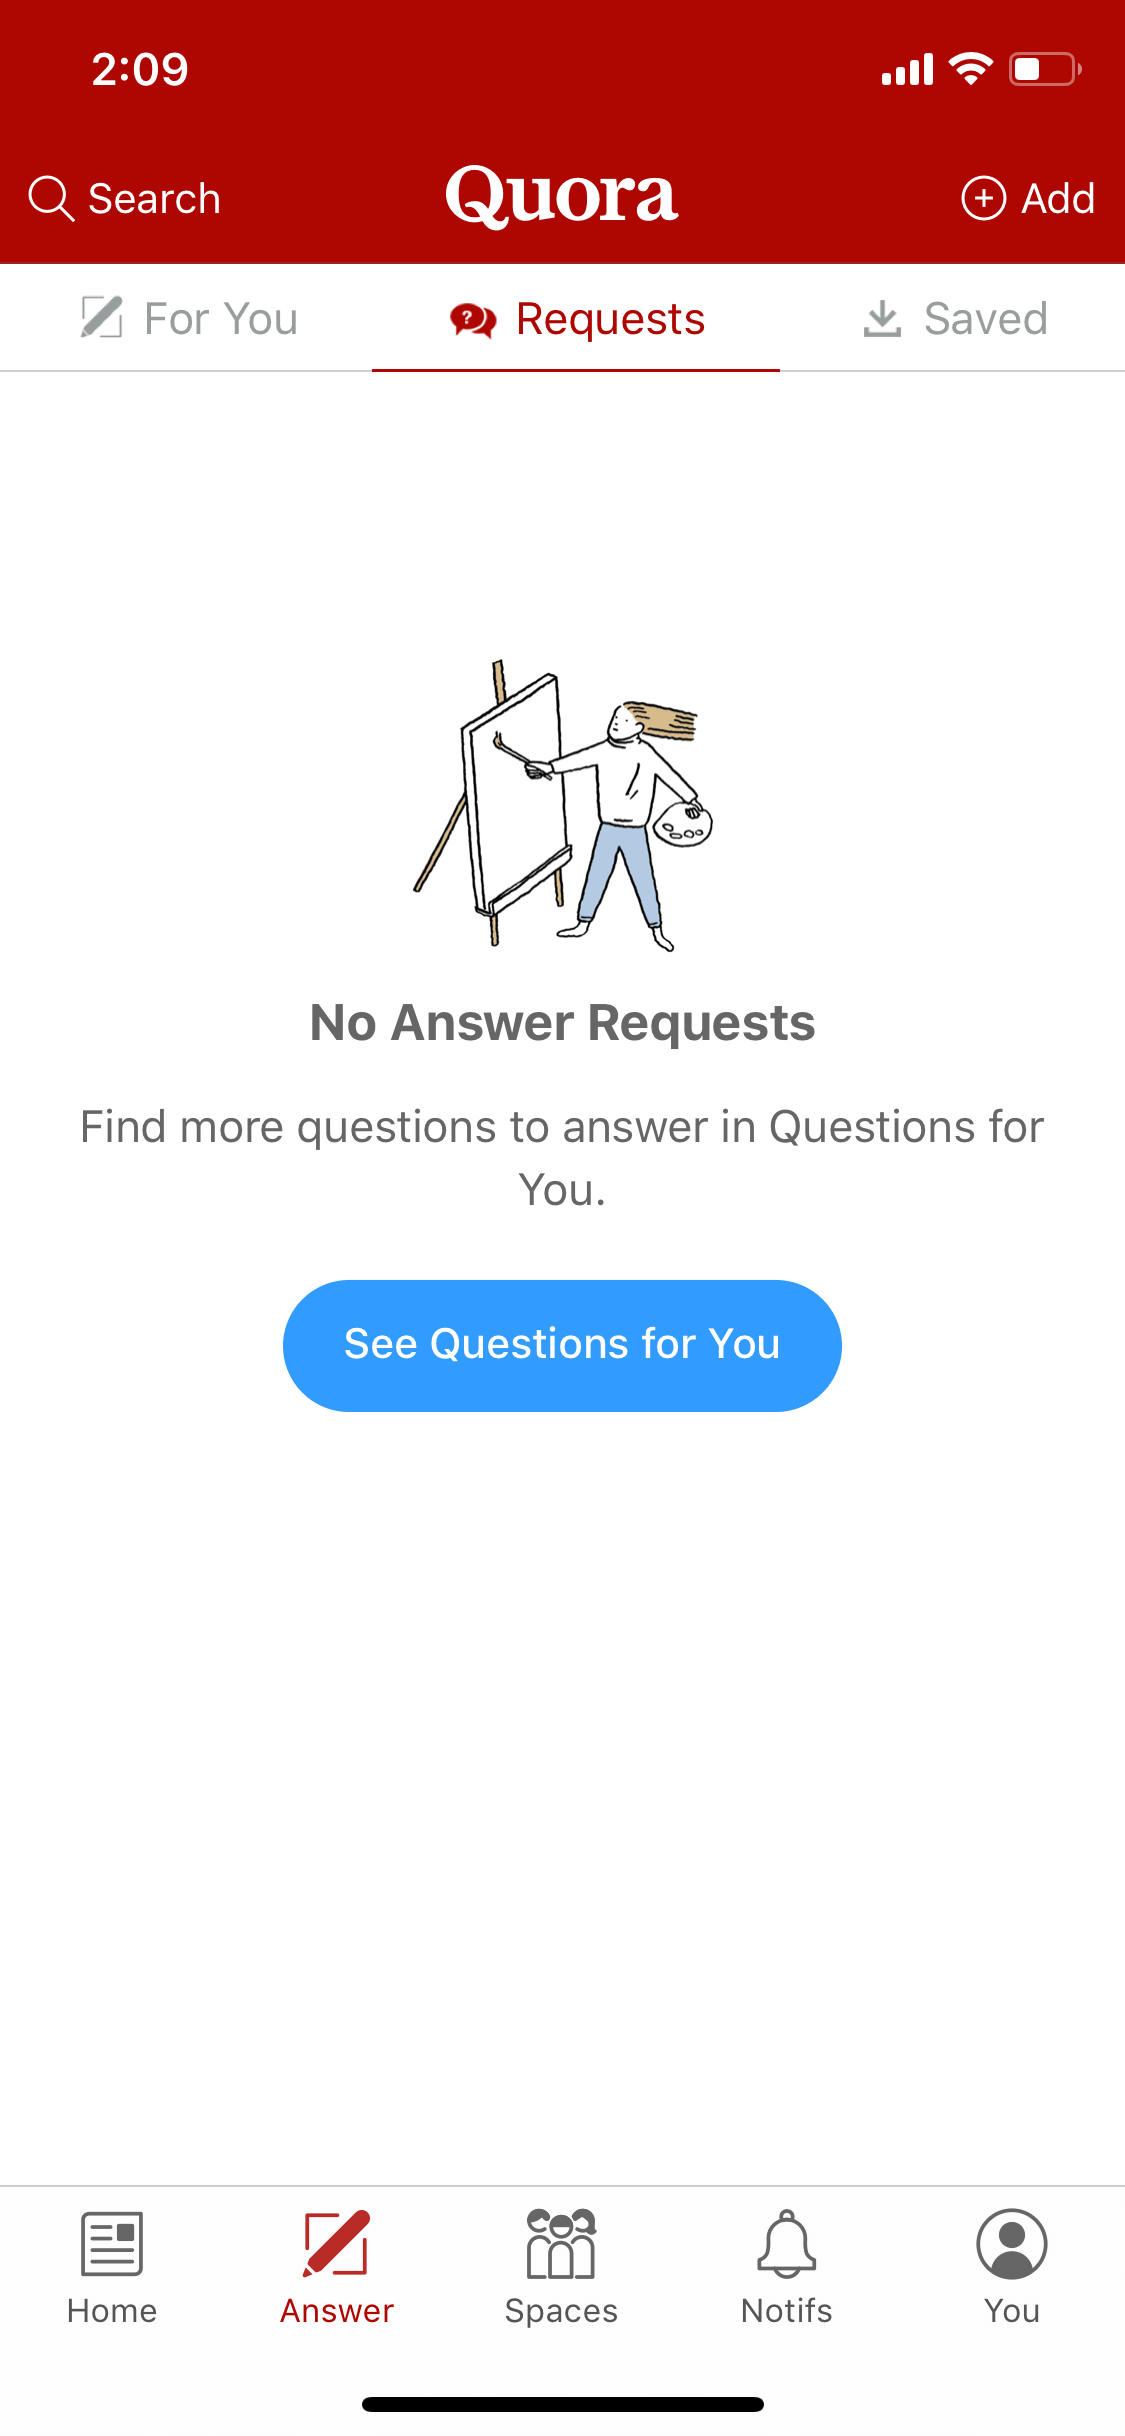 2:09
Search
Quora
Add
For You
Requests
Saved
No Answer Requests
Find more questions to answer in Questions for
You.
See Questions for You
Home
Answer
Spaces
Notifs
You